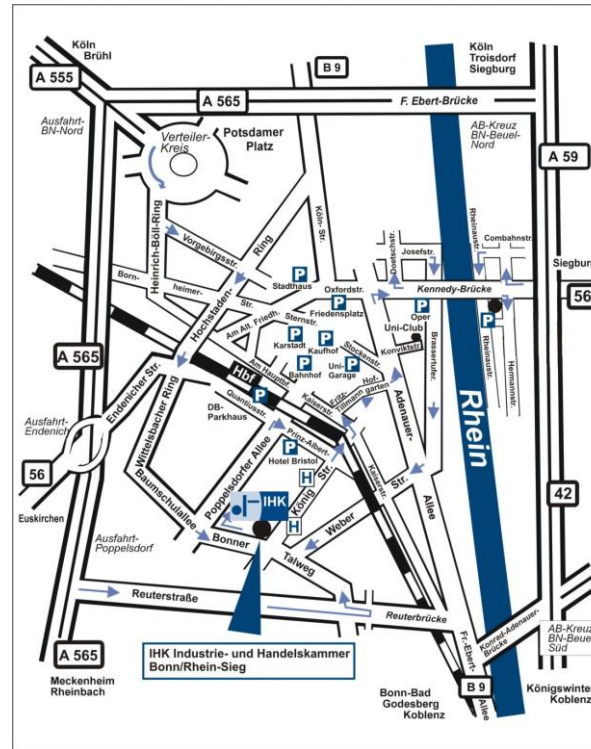 Köln
Brühl
A 555
A 565
B 9
Köln
Troisdorf
Siegburg
F. Ebert-Brücke
Ausfahrt-
BN-Nord
Verteiler-
Kreis
Potsdamer
Platz
AB-Kreuz
BN-Beuel-
Nord
A 59
Heinrich-Böll-Ring
Vorgebirgsstr.
Ring
Köln-Str.
Josefstr.
Rheinaustr.
Combahnstr.
Born-
heimer-
Str.
Hochstaden-
P
Stadthaus
Oxfordstr.
Kennedy-Brücke
Siegburg
56
P
Friedensplatz
P
Oper
P
Am Alt. Friedh.
Sternstr.
P
Karstadt
P
Kaufhof
Stockenstr.
Uni-Club
Konviktstr.
Brassertufer.
Rheinaustr.
Hermannstr.
A 565
Endenicher Str.
Hbf
Am Hauptbf.
P
Bahnhof
P
Uni-
Garage
Hof.
Fritz-
Tillmann
garten
Kaiserstr.
Adenauer-
Allee
Rhein
Ausfahrt-
Endenich
Wittelsbacher Ring
DB-
Parkhaus
P
Quantiusstr.
Prinz-Albert-
P
Hotel Bristol
56
Euskirchen
Baumschulallee
Poppelsdorfer Allee
H
König
Str.
Kaiserstr.
Str.
42
IHK
H
Weber
Ausfahrt-
Poppelsdorf
Bonner
Talweg
Reuterstraße
Reuterbrücke
Konrad-Adenauer-
Brücke
AB-Kreuz
BN-Beuel
Süd
IHK Industrie- und Handelskammer
Bonn/Rhein-Sieg
A 565
Meckenheim
Rheinbach
Fr.-Ebert-
Allee
B 9
Bonn-Bad
Godesberg
Koblenz
Königswinter
Koblenz